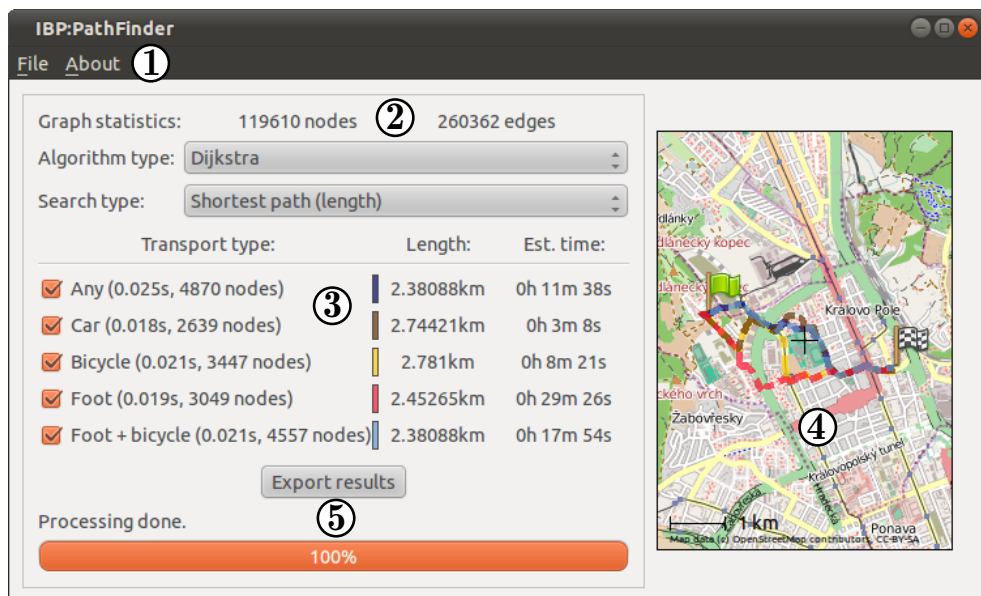 IBP:PathFinder
File About 1
Graph statistics: 119610 nodes 2 260362 edges
Algorithm type: Dijkstra
Search type: Shortest path (length)
Transport type: Length: Est. time:
Any (0.025s, 4870 nodes) 2.38088km 0h 11m 38s
3
Car (0.018s, 2639 nodes) 2.74421km 0h 3m 8s
Bicycle (0.021s, 3447 nodes) 2.781km 0h 8m 21s
Foot (0.019s, 3049 nodes) 2.45265km 0h 29m 26s
Foot + bicycle (0.021s, 4557 nodes) 2.38088km 0h 17m 54s
Export results
5
Processing done.
100%
dlánky
dlánecký kopec
dlánec
Královo Pole
ckého vrch
Žabovřesky
4
Královopolský tunel
Žabovřeská
Hradecká
1 km
Ponava
Map data (c) OpenStreetMap contributors, CC-BY-SA